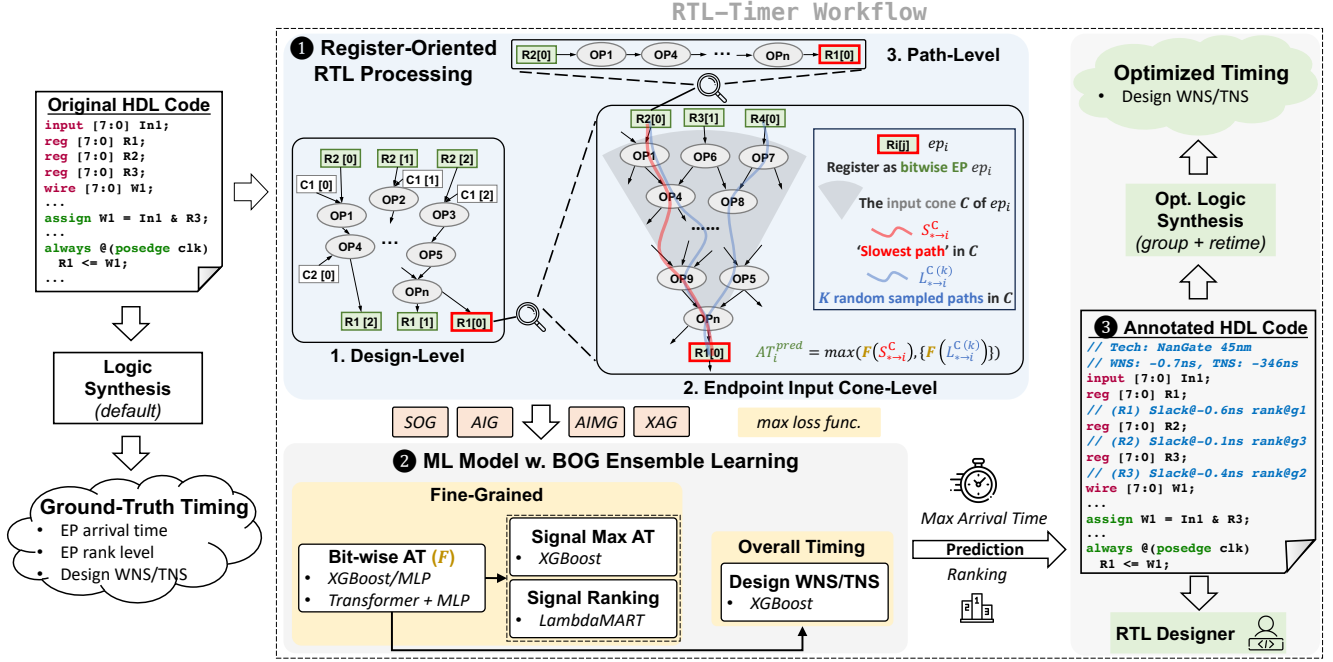 RTL-Timer Workflow
Original HDL Code
input [7:0] In1;
reg [7:0] R1;
reg [7:0] R2;
reg [7:0] R3;
wire [7:0] W1;
...
assign W1 = In1 & R3;
...
always @(posedge clk)
R1 <= W1;
...
Logic
Synthesis
(default)
Ground-Truth Timing
• EP arrival time
• EP rank level
• Design WNS/TNS
❶ Register-Oriented
RTL Processing
R2[0] OP1 OP4 ... OPn R1[0]
3. Path-Level
R2 [0] R2 [1] R2 [2]
C1 [0] C1 [1] C1 [2]
OP1 OP2 OP3
OP4 ... OP5
C2 [0] OPn
R1 [2] R1 [1] R1[0]
1. Design-Level
R2[0] R3[1] R4[0]
OP1 OP6 OP7
OP4 OP8
......
OP9 OP5
OPn
R1[0]
2. Endpoint Input Cone-Level
Ri[j] ep_i
Register as bitwise EP ep_i
The input cone C of ep_i
S^C_{*→i}
'Slowest path' in C
L^{C(k)}_{*→i}
K random sampled paths in C
AT_i^{pred} = max(F(S^C_{*→i}),{F(L^{C(k)}_{*→i})})
SOG AIG AIMG XAG max loss func.
❷ ML Model w. BOG Ensemble Learning
Fine-Grained
Bit-wise AT (F)
• XGBoost/MLP
• Transformer + MLP
Signal Max AT
• XGBoost
Signal Ranking
• LambdaMART
Overall Timing
Design WNS/TNS
• XGBoost
Max Arrival Time
Prediction
Ranking
2 1 3
Optimized Timing
• Design WNS/TNS
Opt. Logic
Synthesis
(group + retime)
❸ Annotated HDL Code
// Tech: NanGate 45nm
// WNS: -0.7ns, TNS: -346ns
input [7:0] In1;
reg [7:0] R1;
// (R1) Slack@-0.6ns rank@g1
reg [7:0] R2;
// (R2) Slack@-0.1ns rank@g3
reg [7:0] R3;
// (R3) Slack@-0.4ns rank@g2
wire [7:0] W1;
...
assign W1 = In1 & R3;
...
always @(posedge clk)
R1 <= W1;
RTL Designer